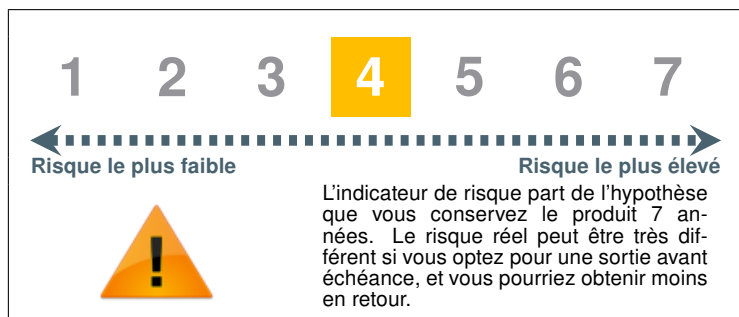 1 2 3 4 5 6 7
Risque le plus faible Risque le plus élevé
L'indicateur de risque part de l'hypothèse
que vous conservez le produit 7 an-
nées. Le risque réel peut être très dif-
férent si vous optez pour une sortie avant
échéance, et vous pourriez obtenir moins
en retour.